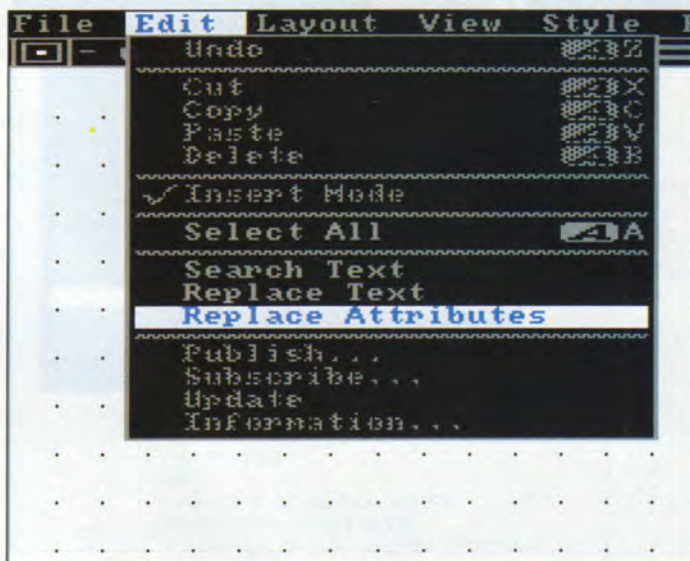 File Edit Layout View Style
Undo Z
Cut X
Copy C
Paste V
Delete B
✓ Insert Mode
Select All A
Search Text
Replace Text
Replace Attributes
Publish...
Subscribe...
Update
Information...